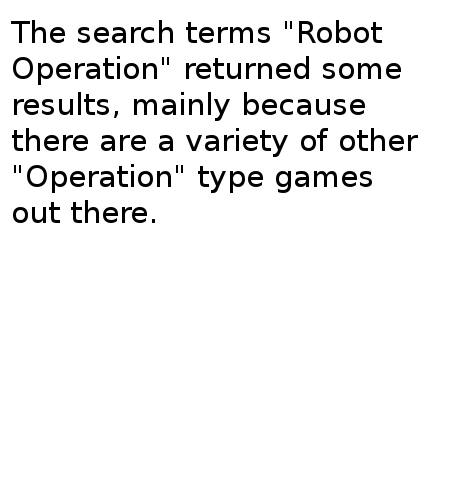 The search terms "Robot
Operation" returned some
results, mainly because
there are a variety of other
"Operation" type games
out there.